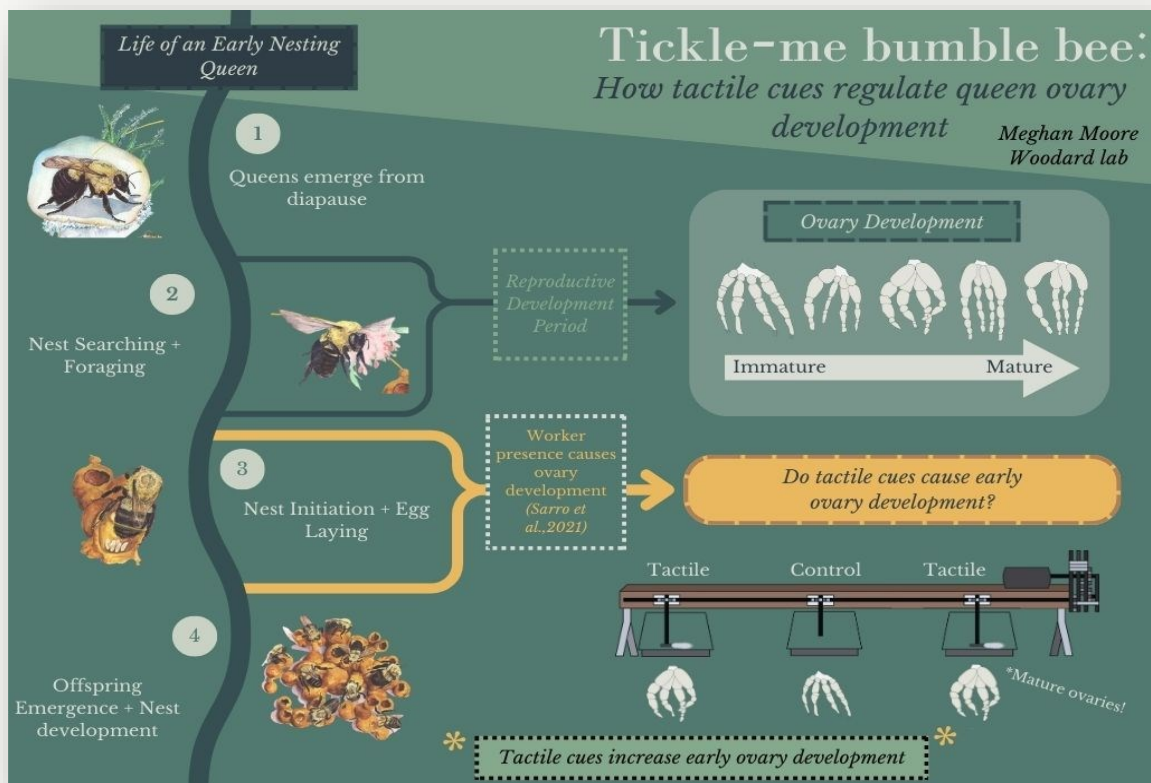 Life of an Early Nesting
Queen
Tickle-me bumble bee:
How tactile cues regulate queen ovary
development
Meghan Moore
Woodard lab
1
Queens emerge from
diapause
2
Nest Searching +
Foraging
Reproductive
Development
Period
Ovary Development
Immature
Mature
3
Nest Initiation + Egg
Laying
Worker
presence causes
ovary
development
(Sarro et
al.,2021)
Do tactile cues cause early
ovary development?
Tactile
Control
Tactile
4
Offspring
Emergence + Nest
development
*Mature ovaries!
* Tactile cues increase early ovary development *